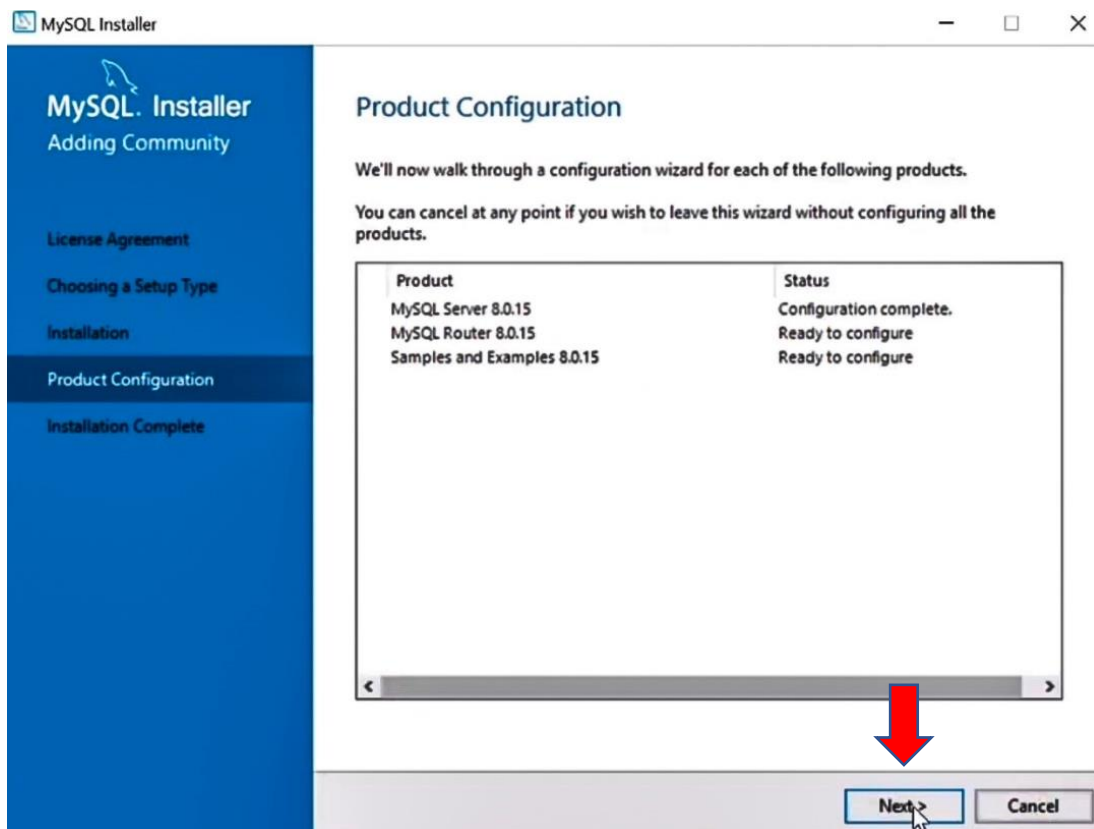 MySQL Installer
MySQL. Installer
Adding Community
License Agreement
Choosing a Setup Type
Installation
Product Configuration
Installation Complete
Product Configuration
We'll now walk through a configuration wizard for each of the following products.
You can cancel at any point if you wish to leave this wizard without configuring all the
products.
Product Status
MySQL Server 8.0.15 Configuration complete.
MySQL Router 8.0.15 Ready to configure
Samples and Examples 8.0.15 Ready to configure
Next > Cancel